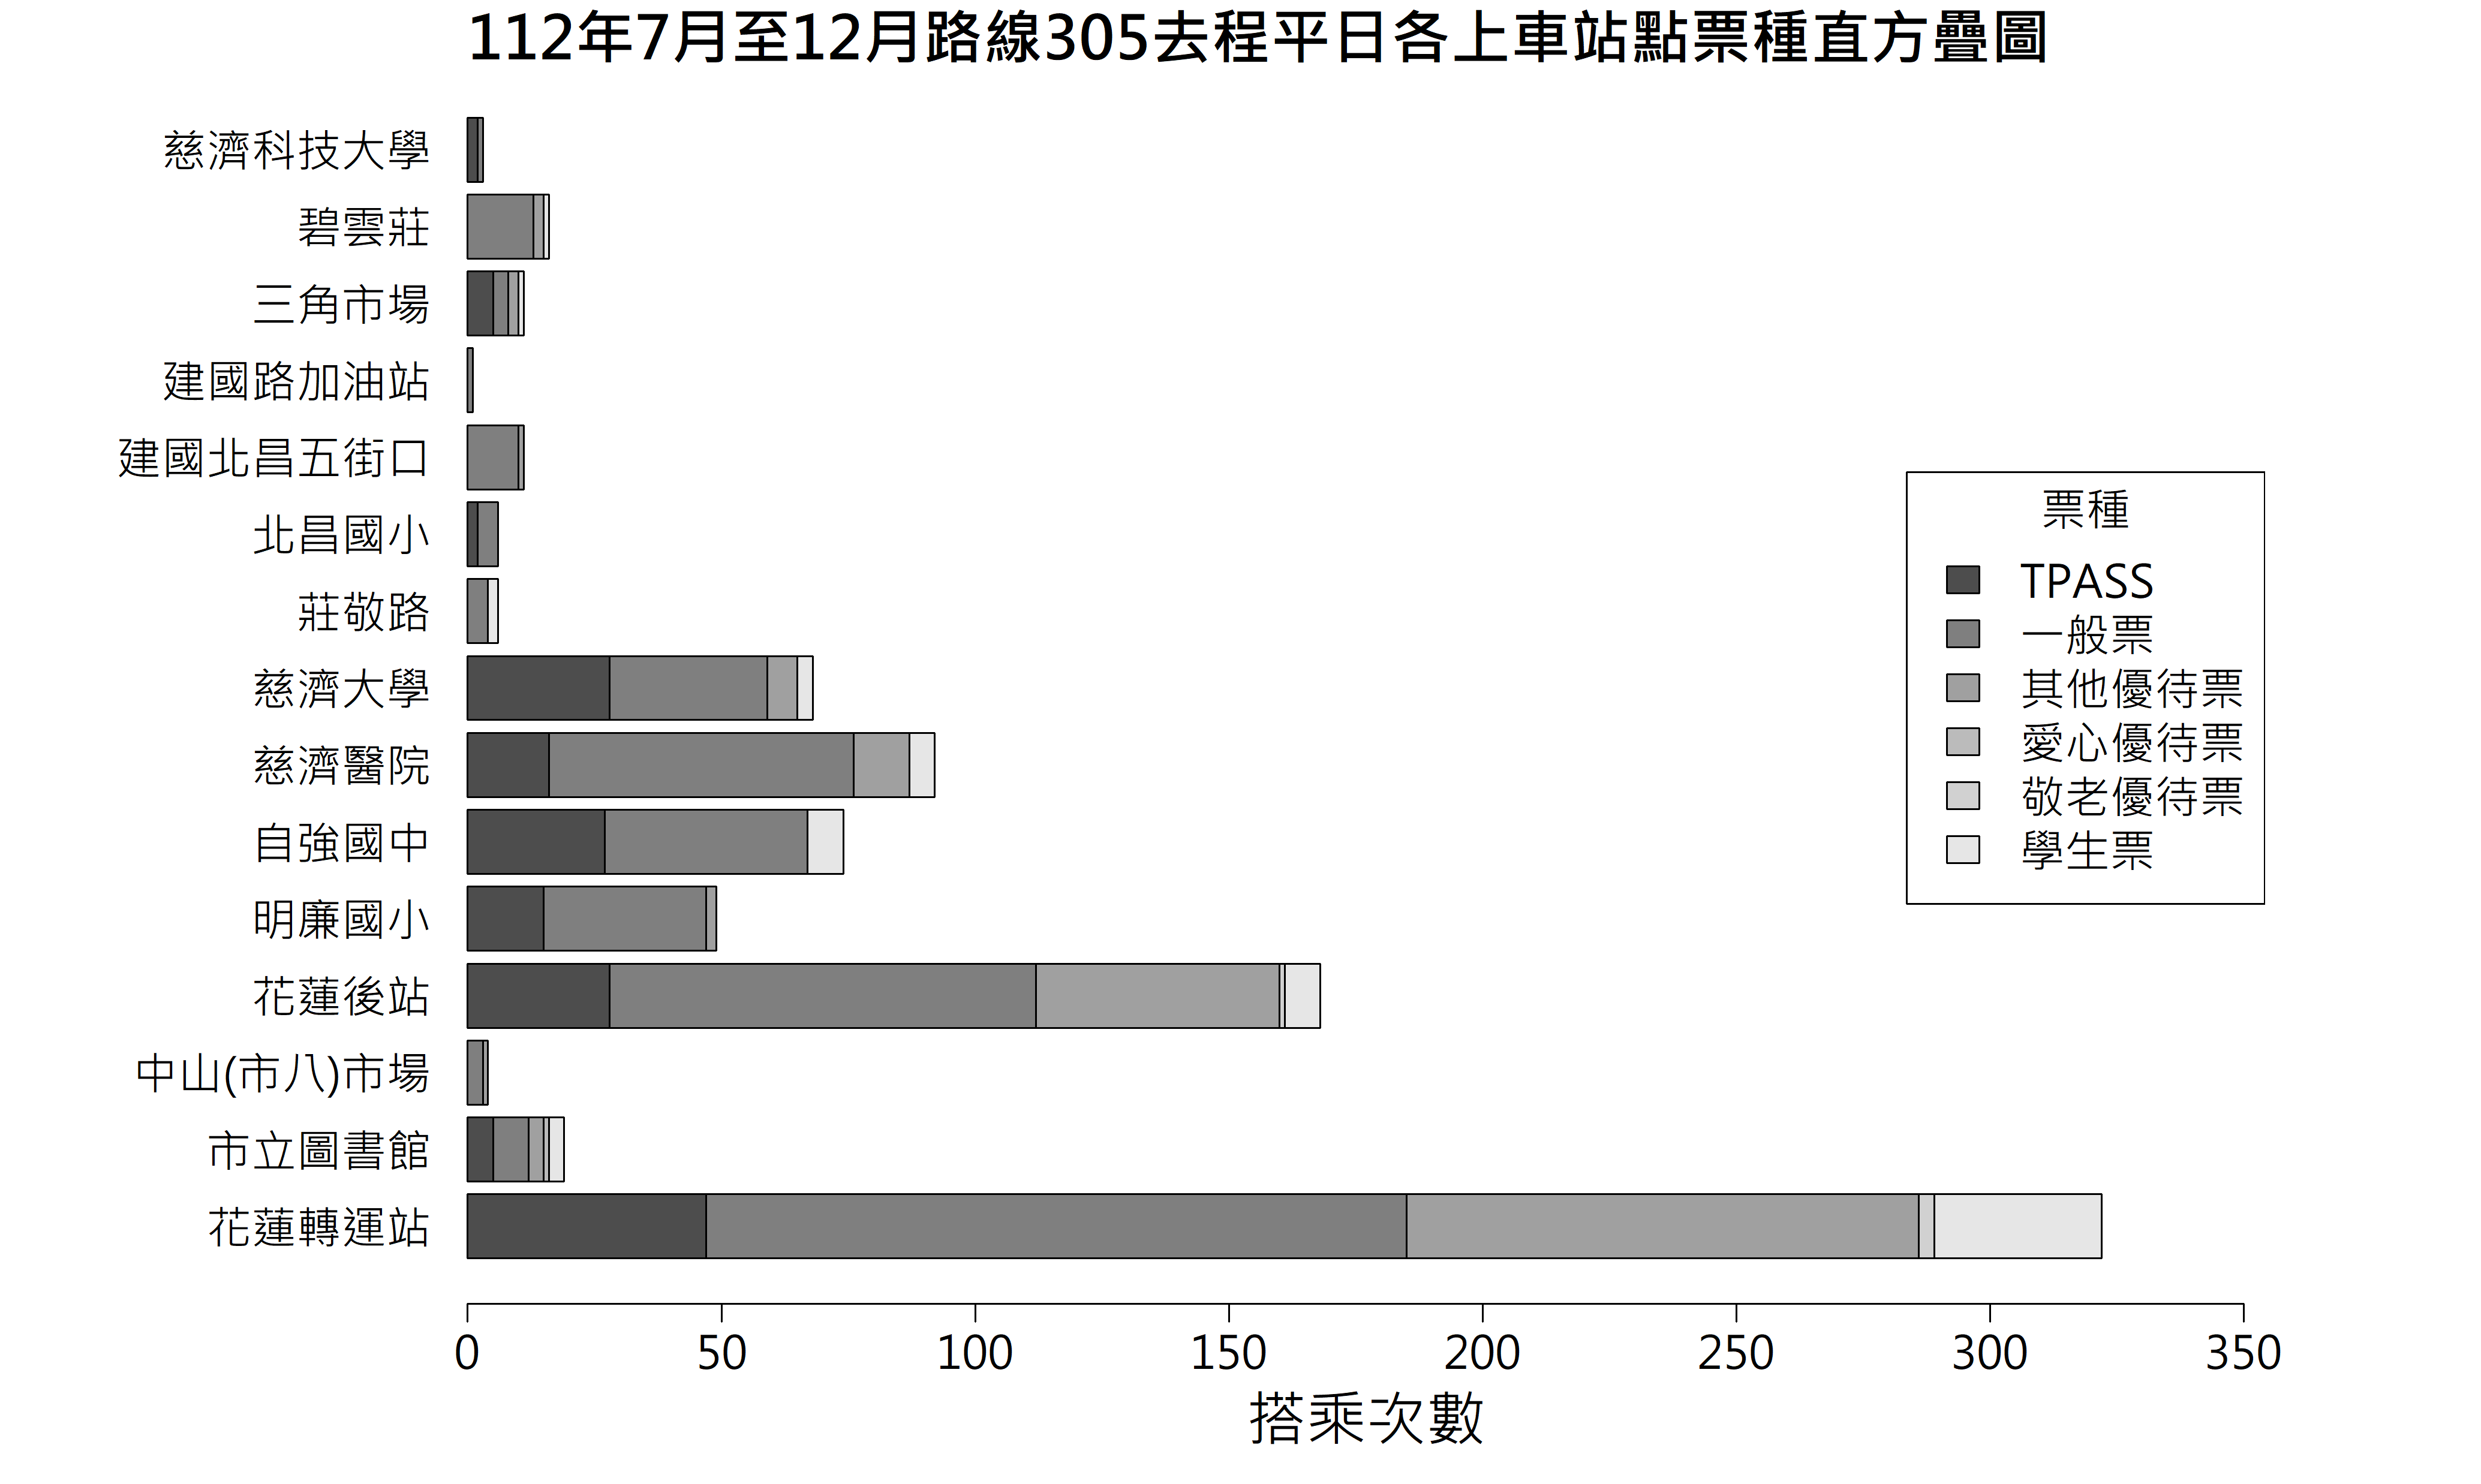 112年7月至12月路線305去程平日各上車站點票種直方疊圖
慈濟科技大學
碧雲莊
三角市場
建國路加油站
建國北昌五街口
北昌國小
莊敬路
慈濟大學
慈濟醫院
自強國中
明廉國小
花蓮後站
中山(市八)市場
市立圖書館
花蓮轉運站
票種
TPASS
一般票
其他優待票
愛心優待票
敬老優待票
學生票
0 50 100 150 200 250 300 350
搭乘次數